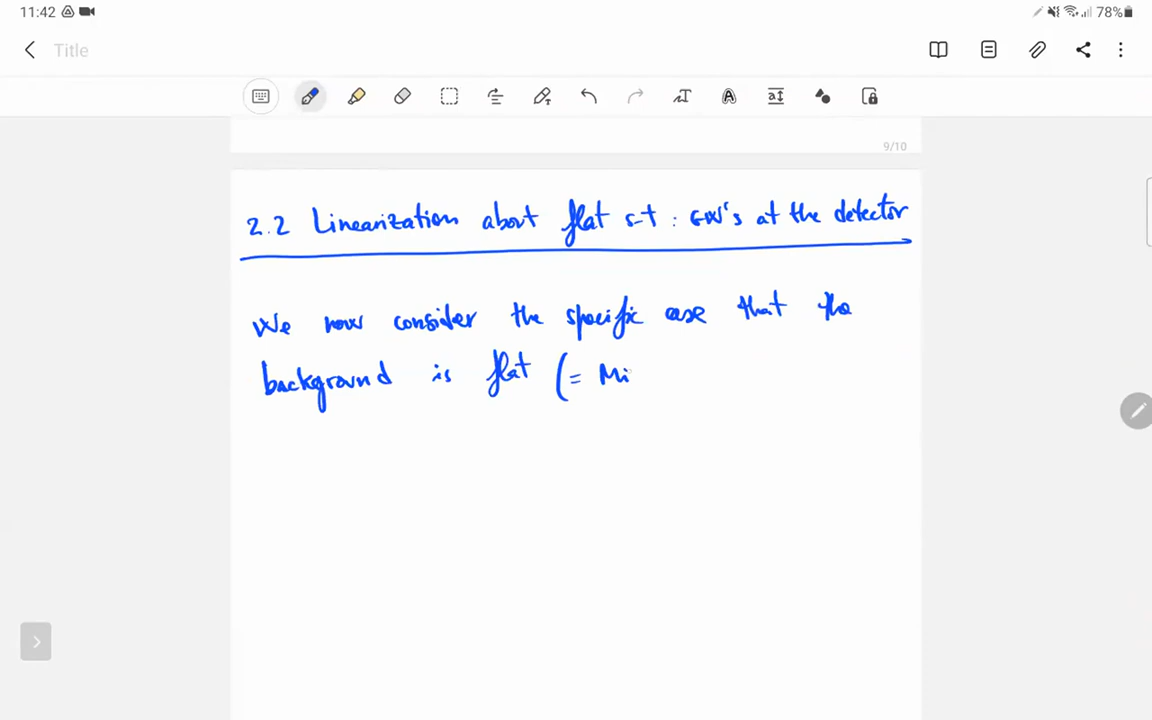 11:42
78%
Title
9/10
2.2 Linearization about flat s-t : GW's at the detector
We now consider the specific case that the
background is flat (= Mi